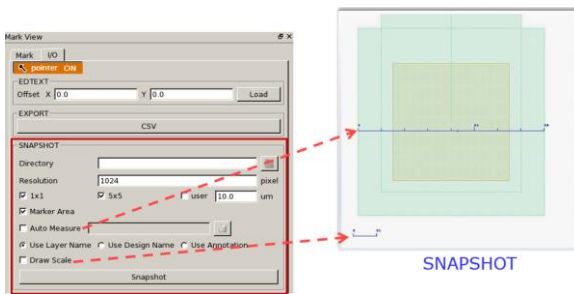 Mark View
Mark I/O
pointer ON
EDTEXT
Offset X 0.0 Y 0.0 Load
EXPORT
CSV
SNAPSHOT
Directory
Resolution 1024 pixel
1x1 5x5 user 10.0 um
Marker Area
Auto Measure
Use Layer Name Use Design Name Use Annotation
Draw Scale
Snapshot
SNAPSHOT